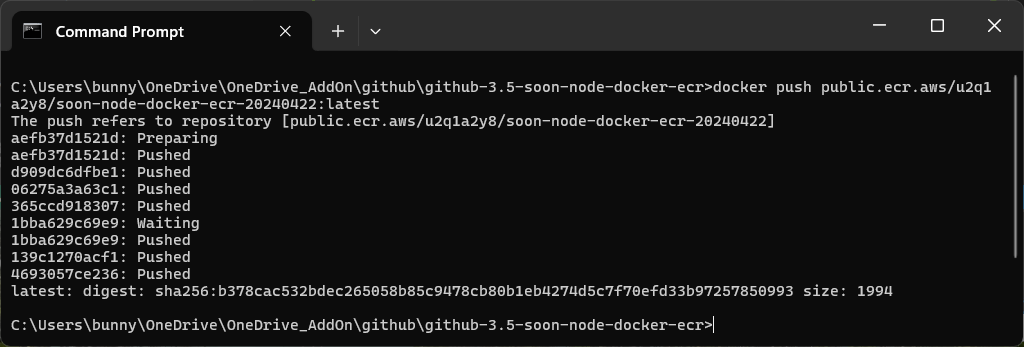 Command Prompt
C:\Users\bunny\OneDrive\OneDrive_AddOn\github\github-3.5-soon-node-docker-ecr>docker push public.ecr.aws/u2q1
a2y8/soon-node-docker-ecr-20240422:latest
The push refers to repository [public.ecr.aws/u2q1a2y8/soon-node-docker-ecr-20240422]
aefb37d1521d: Preparing
aefb37d1521d: Pushed
d909dc6dfbe1: Pushed
06275a3a63c1: Pushed
365ccd918307: Pushed
1bba629c69e9: Waiting
1bba629c69e9: Pushed
139c1270acf1: Pushed
4693057ce236: Pushed
latest: digest: sha256:b378cac532bdec265058b85c9478cb80b1eb4274d5c7f70efd33b97257850993 size: 1994
C:\Users\bunny\OneDrive\OneDrive_AddOn\github\github-3.5-soon-node-docker-ecr>